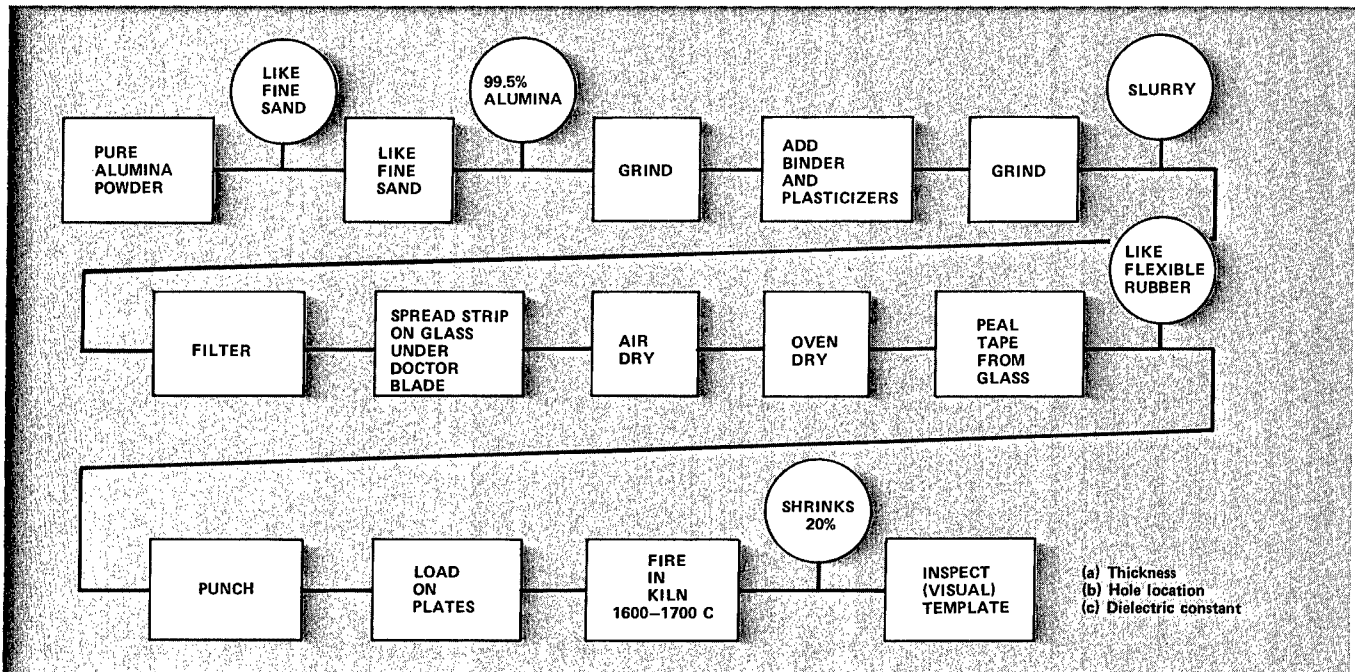 LIKE
FINE
SAND
99.5%
ALUMINA
SLURRY
PURE
ALUMINA
POWDER
LIKE
FINE
SAND
GRIND
ADD
BINDER
AND
PLASTICIZERS
GRIND
LIKE
FLEXIBLE
RUBBER
FILTER
SPREAD STRIP
ON GLASS
UNDER
DOCTOR
BLADE
AIR
DRY
OVEN
DRY
PEAL
TAPE
FROM
GLASS
SHRINKS
20%
PUNCH
LOAD
ON
PLATES
FIRE
IN
KILN
1600–1700 C
INSPECT
(VISUAL)
TEMPLATE
(a) Thickness
(b) Hole location
(c) Dielectric constant